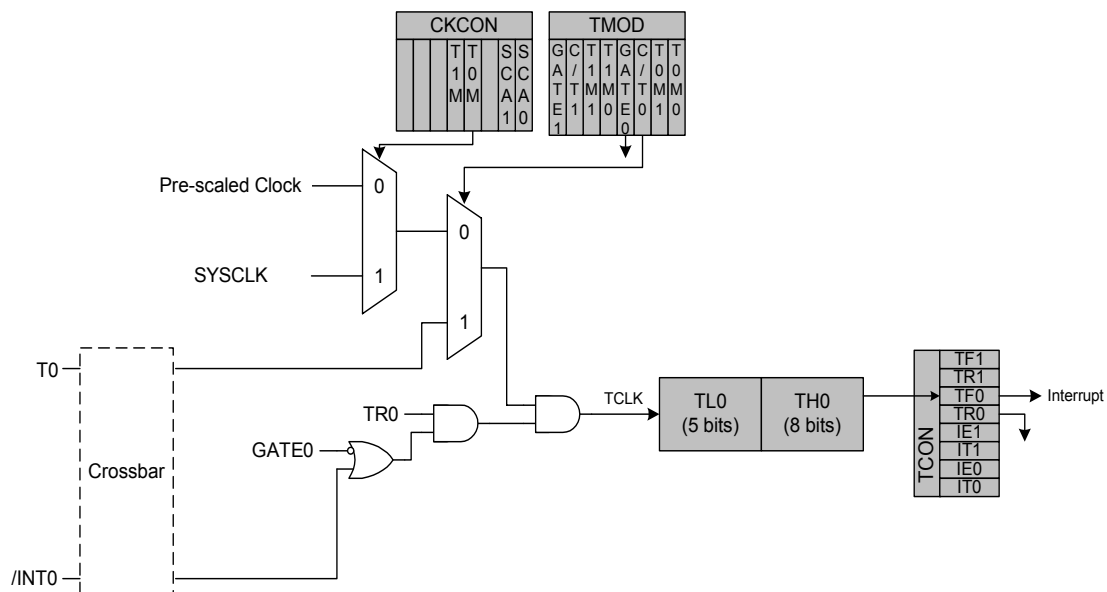 CKCON
T1M
T0M
SCA1
SCA0
TMOD
GATE1
C/T1
T1M1
T1M0
GATE0
C/T0
T0M1
T0M0
Pre-scaled Clock
0
SYSCLK
1
0
1
T0
Crossbar
/INT0
TR0
GATE0
TCLK
TL0
(5 bits)
TH0
(8 bits)
TCON
TF1
TR1
TF0
TR0
IE1
IT1
IE0
IT0
Interrupt